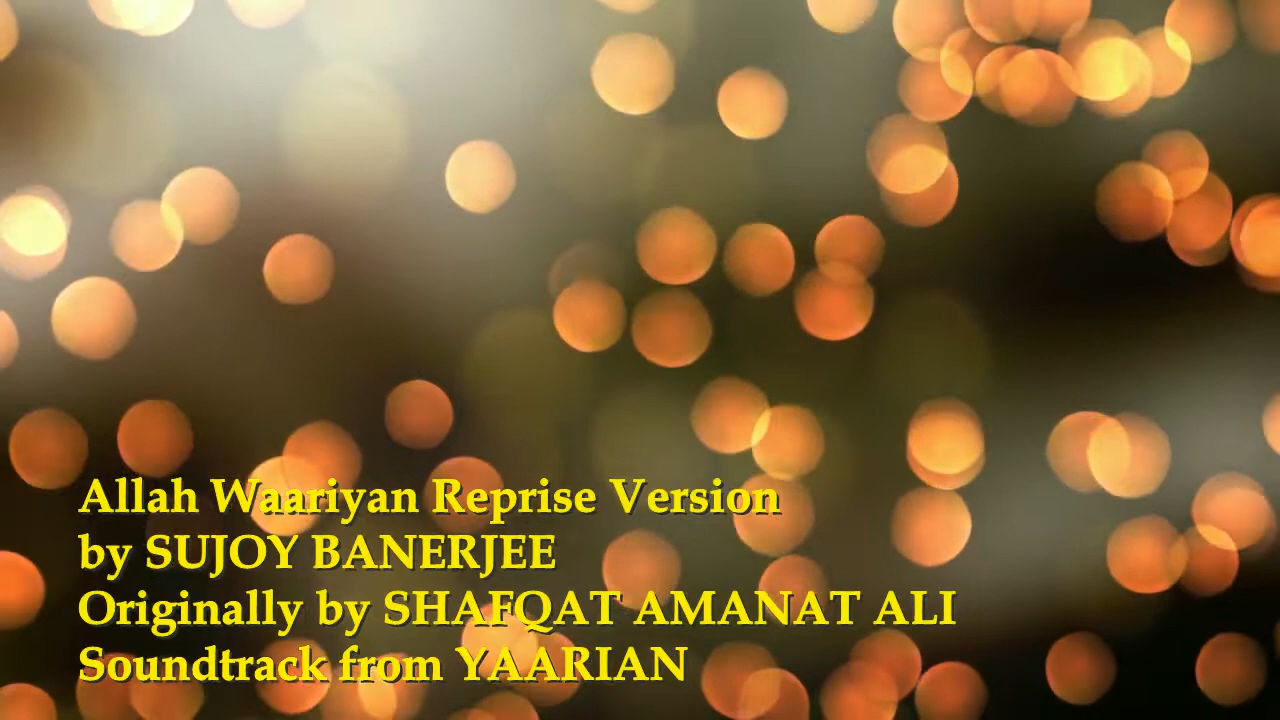 Allah Waariyan Reprise Version
by SUJOY BANERJEE
Originally by SHAFQAT AMANAT ALI
Soundtrack from YAARIAN